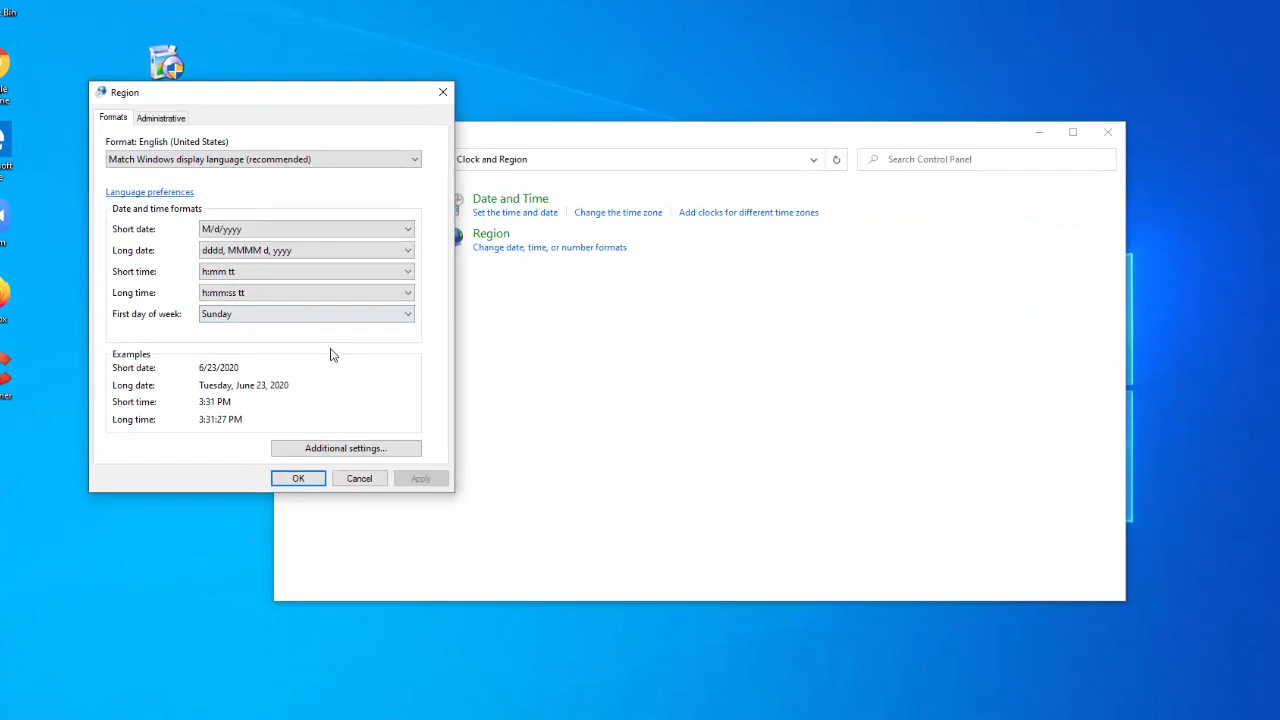 Bin
Region
Formats
Administrative
Format: English (United States)
Match Windows display language (recommended)
Language preferences
Date and time formats
Short date: M/d/yyyy
Long date: dddd, MMMM d, yyyy
Short time: h:mm tt
Long time: h:mm:ss tt
First day of week: Sunday
Examples
Short date: 6/23/2020
Long date: Tuesday, June 23, 2020
Short time: 3:31 PM
Long time: 3:31:27 PM
Additional settings...
OK
Cancel
Apply
Clock and Region
Search Control Panel
Date and Time
Set the time and date
Change the time zone
Add clocks for different time zones
Region
Change date, time, or number formats